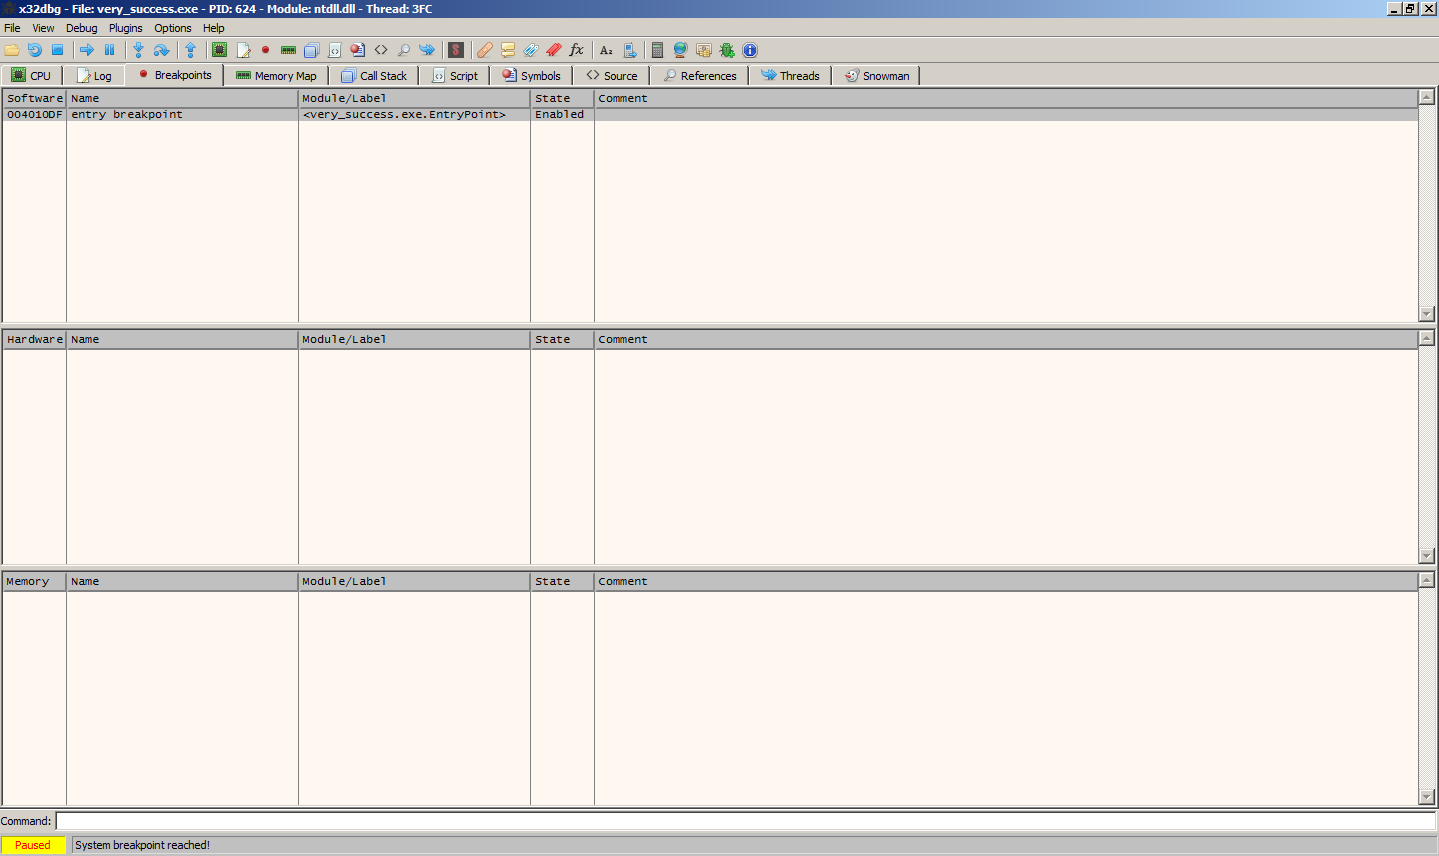 x32dbg - File: very_success.exe - PID: 624 - Module: ntdll.dll - Thread: 3FC
File View Debug Plugins Options Help
CPU Log Breakpoints Memory Map Call Stack Script Symbols Source References Threads Snowman
Software Name Module/Label State Comment
004010DF entry breakpoint <very_success.exe.EntryPoint> Enabled
Hardware Name Module/Label State Comment
Memory Name Module/Label State Comment
Command:
Paused System breakpoint reached!